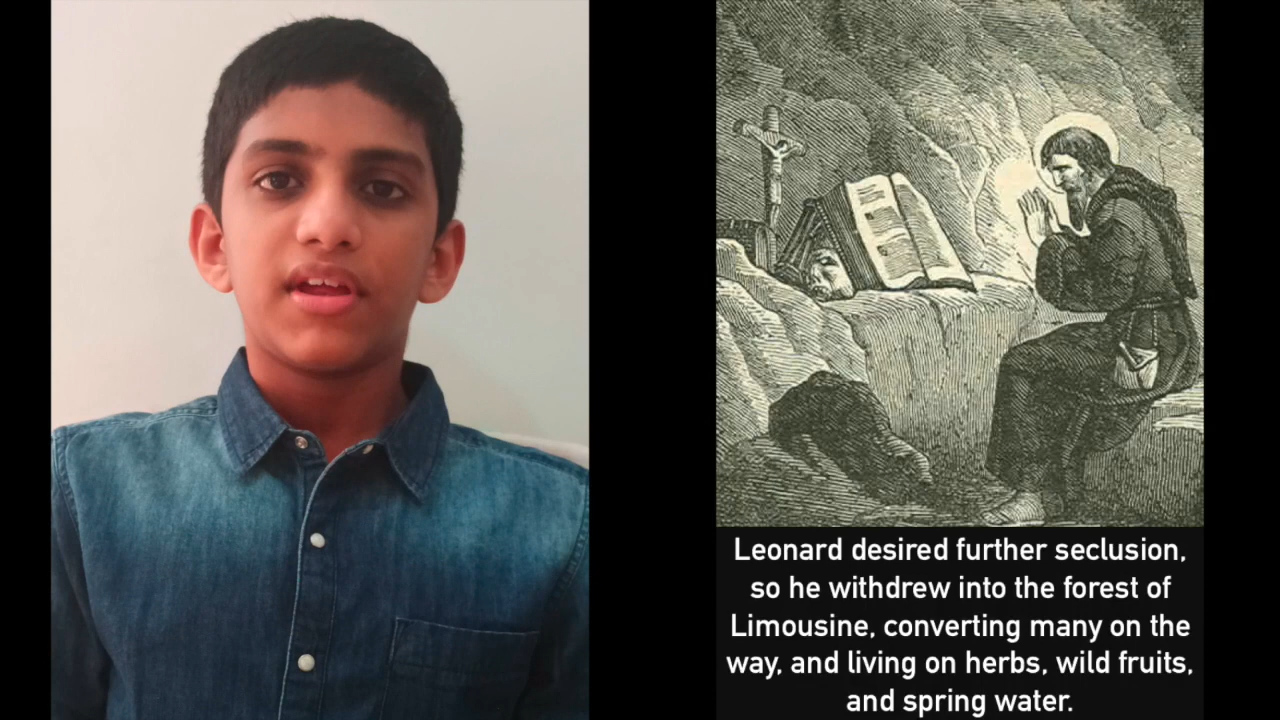 Leonard desired further seclusion,
so he withdrew into the forest of
Limousine, converting many on the
way, and living on herbs, wild fruits,
and spring water.